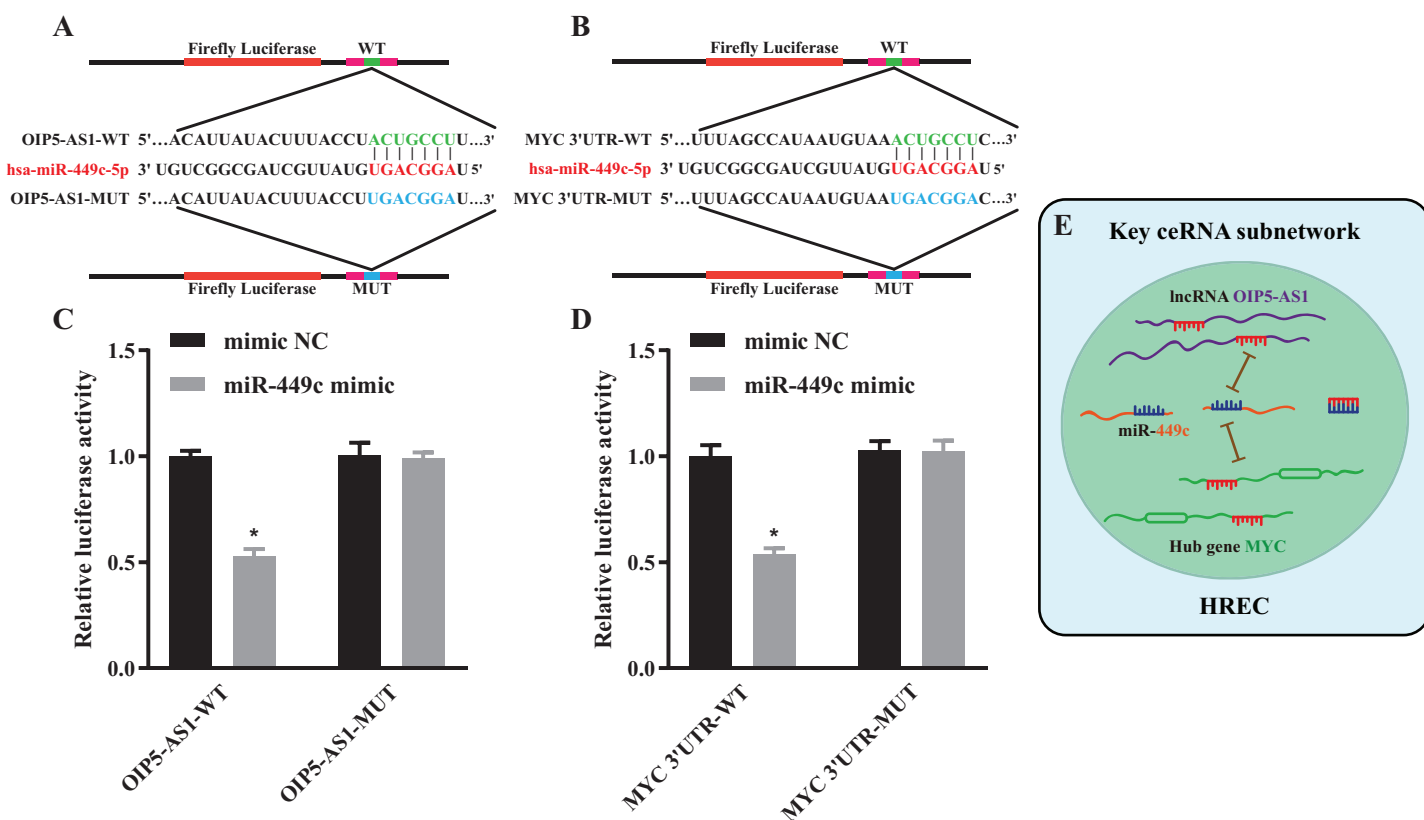 A
Firefly Luciferase WT
OIP5-AS1-WT 5'...ACAUUAUACUUUACCUACUGCCUU...3'
hsa-miR-449c-5p 3' UGUCGGCGAUCGUUAUGUGACGGAU 5'
OIP5-AS1-MUT 5'...ACAUUAUACUUUACCUUGACGGAU...3'
Firefly Luciferase MUT
B
Firefly Luciferase WT
MYC 3'UTR-WT 5'...UUUAGCCAUAAUGUAAACUGCCUC...3'
hsa-miR-449c-5p 3' UGUCGGCGAUCGUUAUGUGACGGAU 5'
MYC 3'UTR-MUT 5'...UUUAGCCAUAAUGUAAUGACGGAC...3'
Firefly Luciferase MUT
C
mimic NC
miR-449c mimic
Relative luciferase activity
1.5
1.0
0.5
0.0
*
OIP5-AS1-WT
OIP5-AS1-MUT
D
mimic NC
miR-449c mimic
Relative luciferase activity
1.5
1.0
0.5
0.0
*
MYC 3'UTR-WT
MYC 3'UTR-MUT
E
Key ceRNA subnetwork
lncRNA OIP5-AS1
miR-449c
Hub gene MYC
HREC